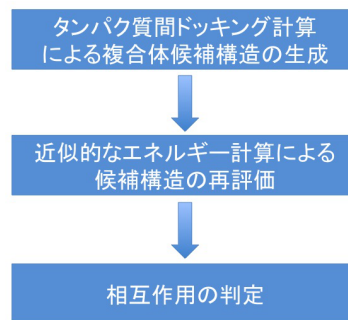 タンパク質間ドッキング計算
による複合体候補構造の生成
近似的なエネルギー計算による
候補構造の再評価
相互作用の判定